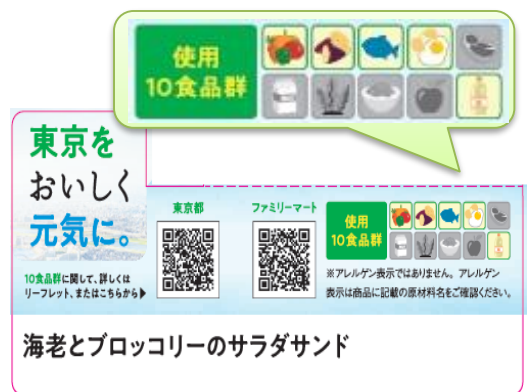 使用
10食品群
東京を
おいしく
元気に。
10食品群に関して、詳しくは
リーフレット、またはこちらから▶
東京都
ファミリーマート
使用
10食品群
※アレルゲン表示ではありません。アレルゲン
表示は商品に記載の原材料名をご確認ください。
海老とブロッコリーのサラダサンド